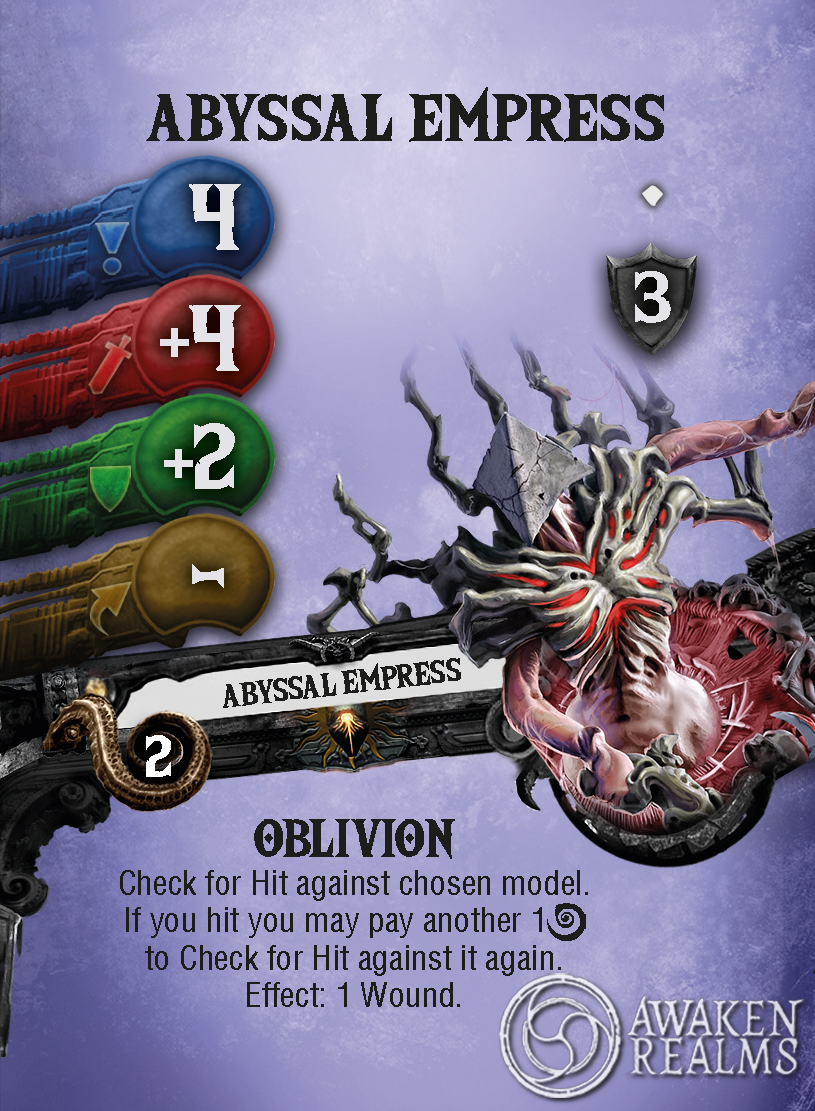 ABYSSAL EMPRESS
4
3
+4
+2
-
ABYSSAL EMPRESS
2
OBLIVION
Check for Hit against chosen model.
If you hit you may pay another 1
to Check for Hit against it again.
Effect: 1 Wound.
AWAKEN
REALMS